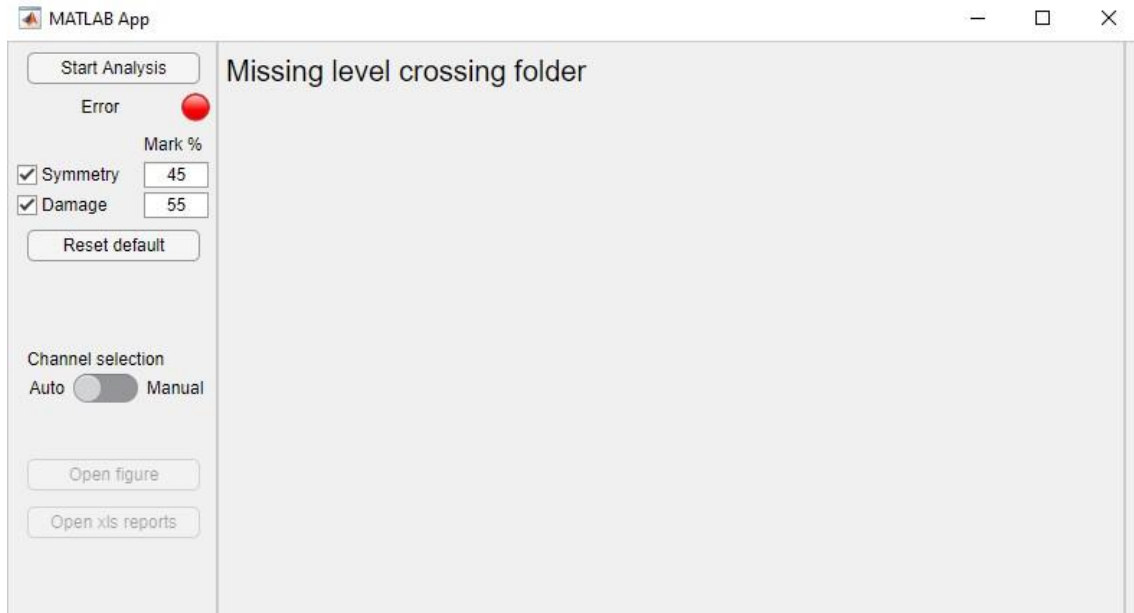 MATLAB App
Start Analysis
Missing level crossing folder
Error
Mark %
Symmetry 45
Damage 55
Reset default
Channel selection
Auto Manual
Open figure
Open xls reports